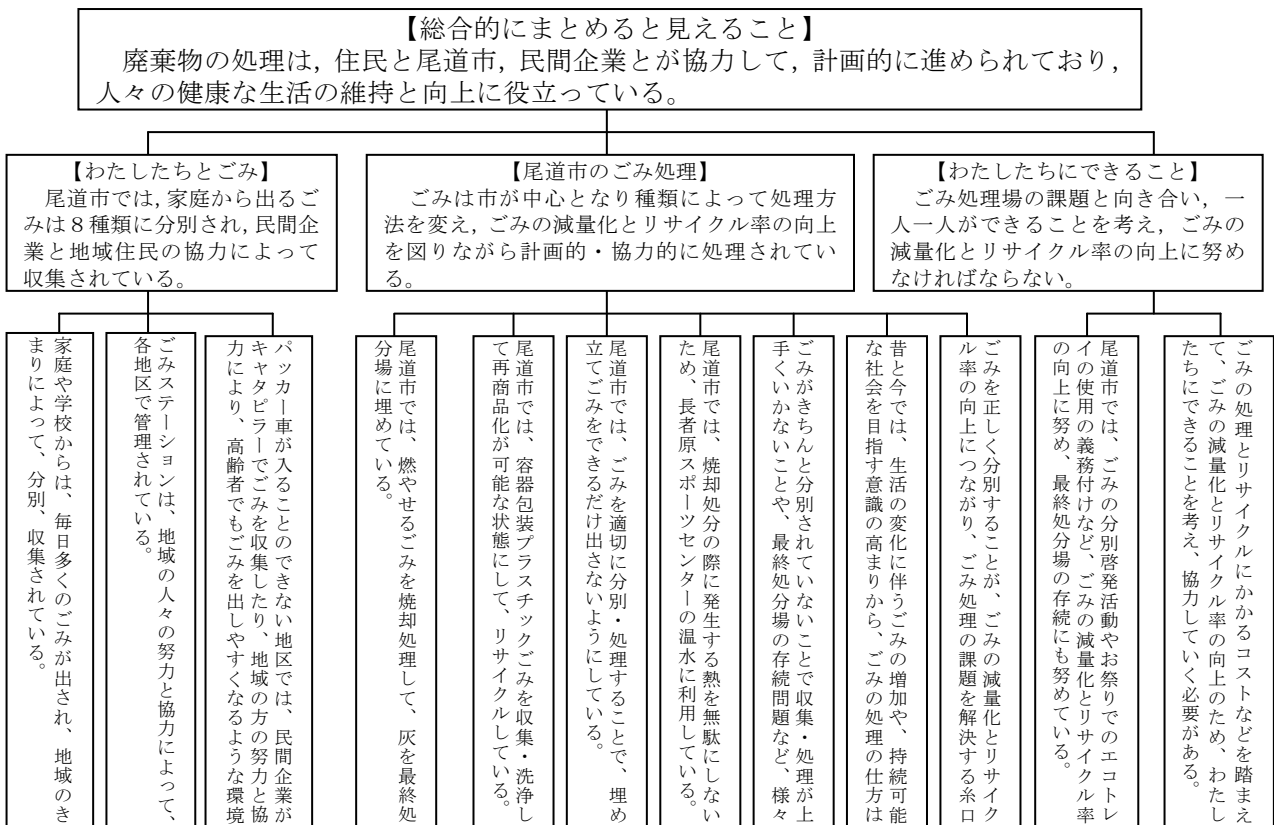 【総合的にまとめると見えること】
廃棄物の処理は,住民と尾道市,民間企業とが協力して,計画的に進められており,
人々の健康な生活の維持と向上に役立っている。
【わたしたちとごみ】
尾道市では,家庭から出るご
みは8種類に分別され,民間企
業と地域住民の協力によって
収集されている。
【尾道市のごみ処理】
ごみは市が中心となり種類によって処理方
法を変え,ごみの減量化とリサイクル率の向上
を図りながら計画的・協力的に処理されてい
る。
【わたしたちにできること】
ごみ処理場の課題と向き合い,一
人一人ができることを考え,ごみの
減量化とリサイクル率の向上に努め
なければならない。
家庭や学校からは、毎日多くのごみが出され、地域のき
まりによって、分別、収集されている。
ごみステーションは、地域の人々の努力と協力によって、
各地区で管理されている。
パッカー車が入ることのできない地区では、民間企業が
キャタピラーでごみを収集したり、地域の方の努力と協
力により、高齢者でもごみを出しやすくなるような環境
尾道市では、燃やせるごみを焼却処理して、灰を最終処
分場に埋めている。
尾道市では、容器包装プラスチックごみを収集・洗浄し
て再商品化が可能な状態にして、リサイクルしている。
尾道市では、ごみを適切に分別・処理することで、埋め
立てごみをできるだけ出さないようにしている。
尾道市では、焼却処分の際に発生する熱を無駄にしない
ため、長者原スポーツセンターの温水に利用している。
ごみがきちんと分別されていないことで収集・処理が上
手くいかないことや、最終処分場の存続問題など、様々
昔と今では、生活の変化に伴うごみの増加や、持続可能
な社会を目指す意識の高まりから、ごみの処理の仕方は
ごみを正しく分別することが、ごみの減量化とリサイク
ル率の向上につながり、ごみ処理の課題を解決する糸口
尾道市では、ごみの分別啓発活動やお祭りでのエコトレ
イの使用の義務付けなど、ごみの減量化とリサイクル率
の向上に努め、最終処分場の存続にも努めている。
ごみの処理とリサイクルにかかるコストなどを踏まえ
て、ごみの減量化とリサイクル率の向上のため、わたし
たちにできることを考え、協力していく必要がある。